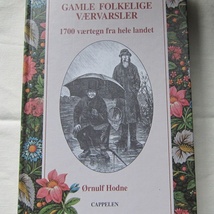 GAMLE FOLKELIGE
VÆRVARSLER
1700 værtegn fra hele landet
Ørnulf Hodne
CAPPELEN